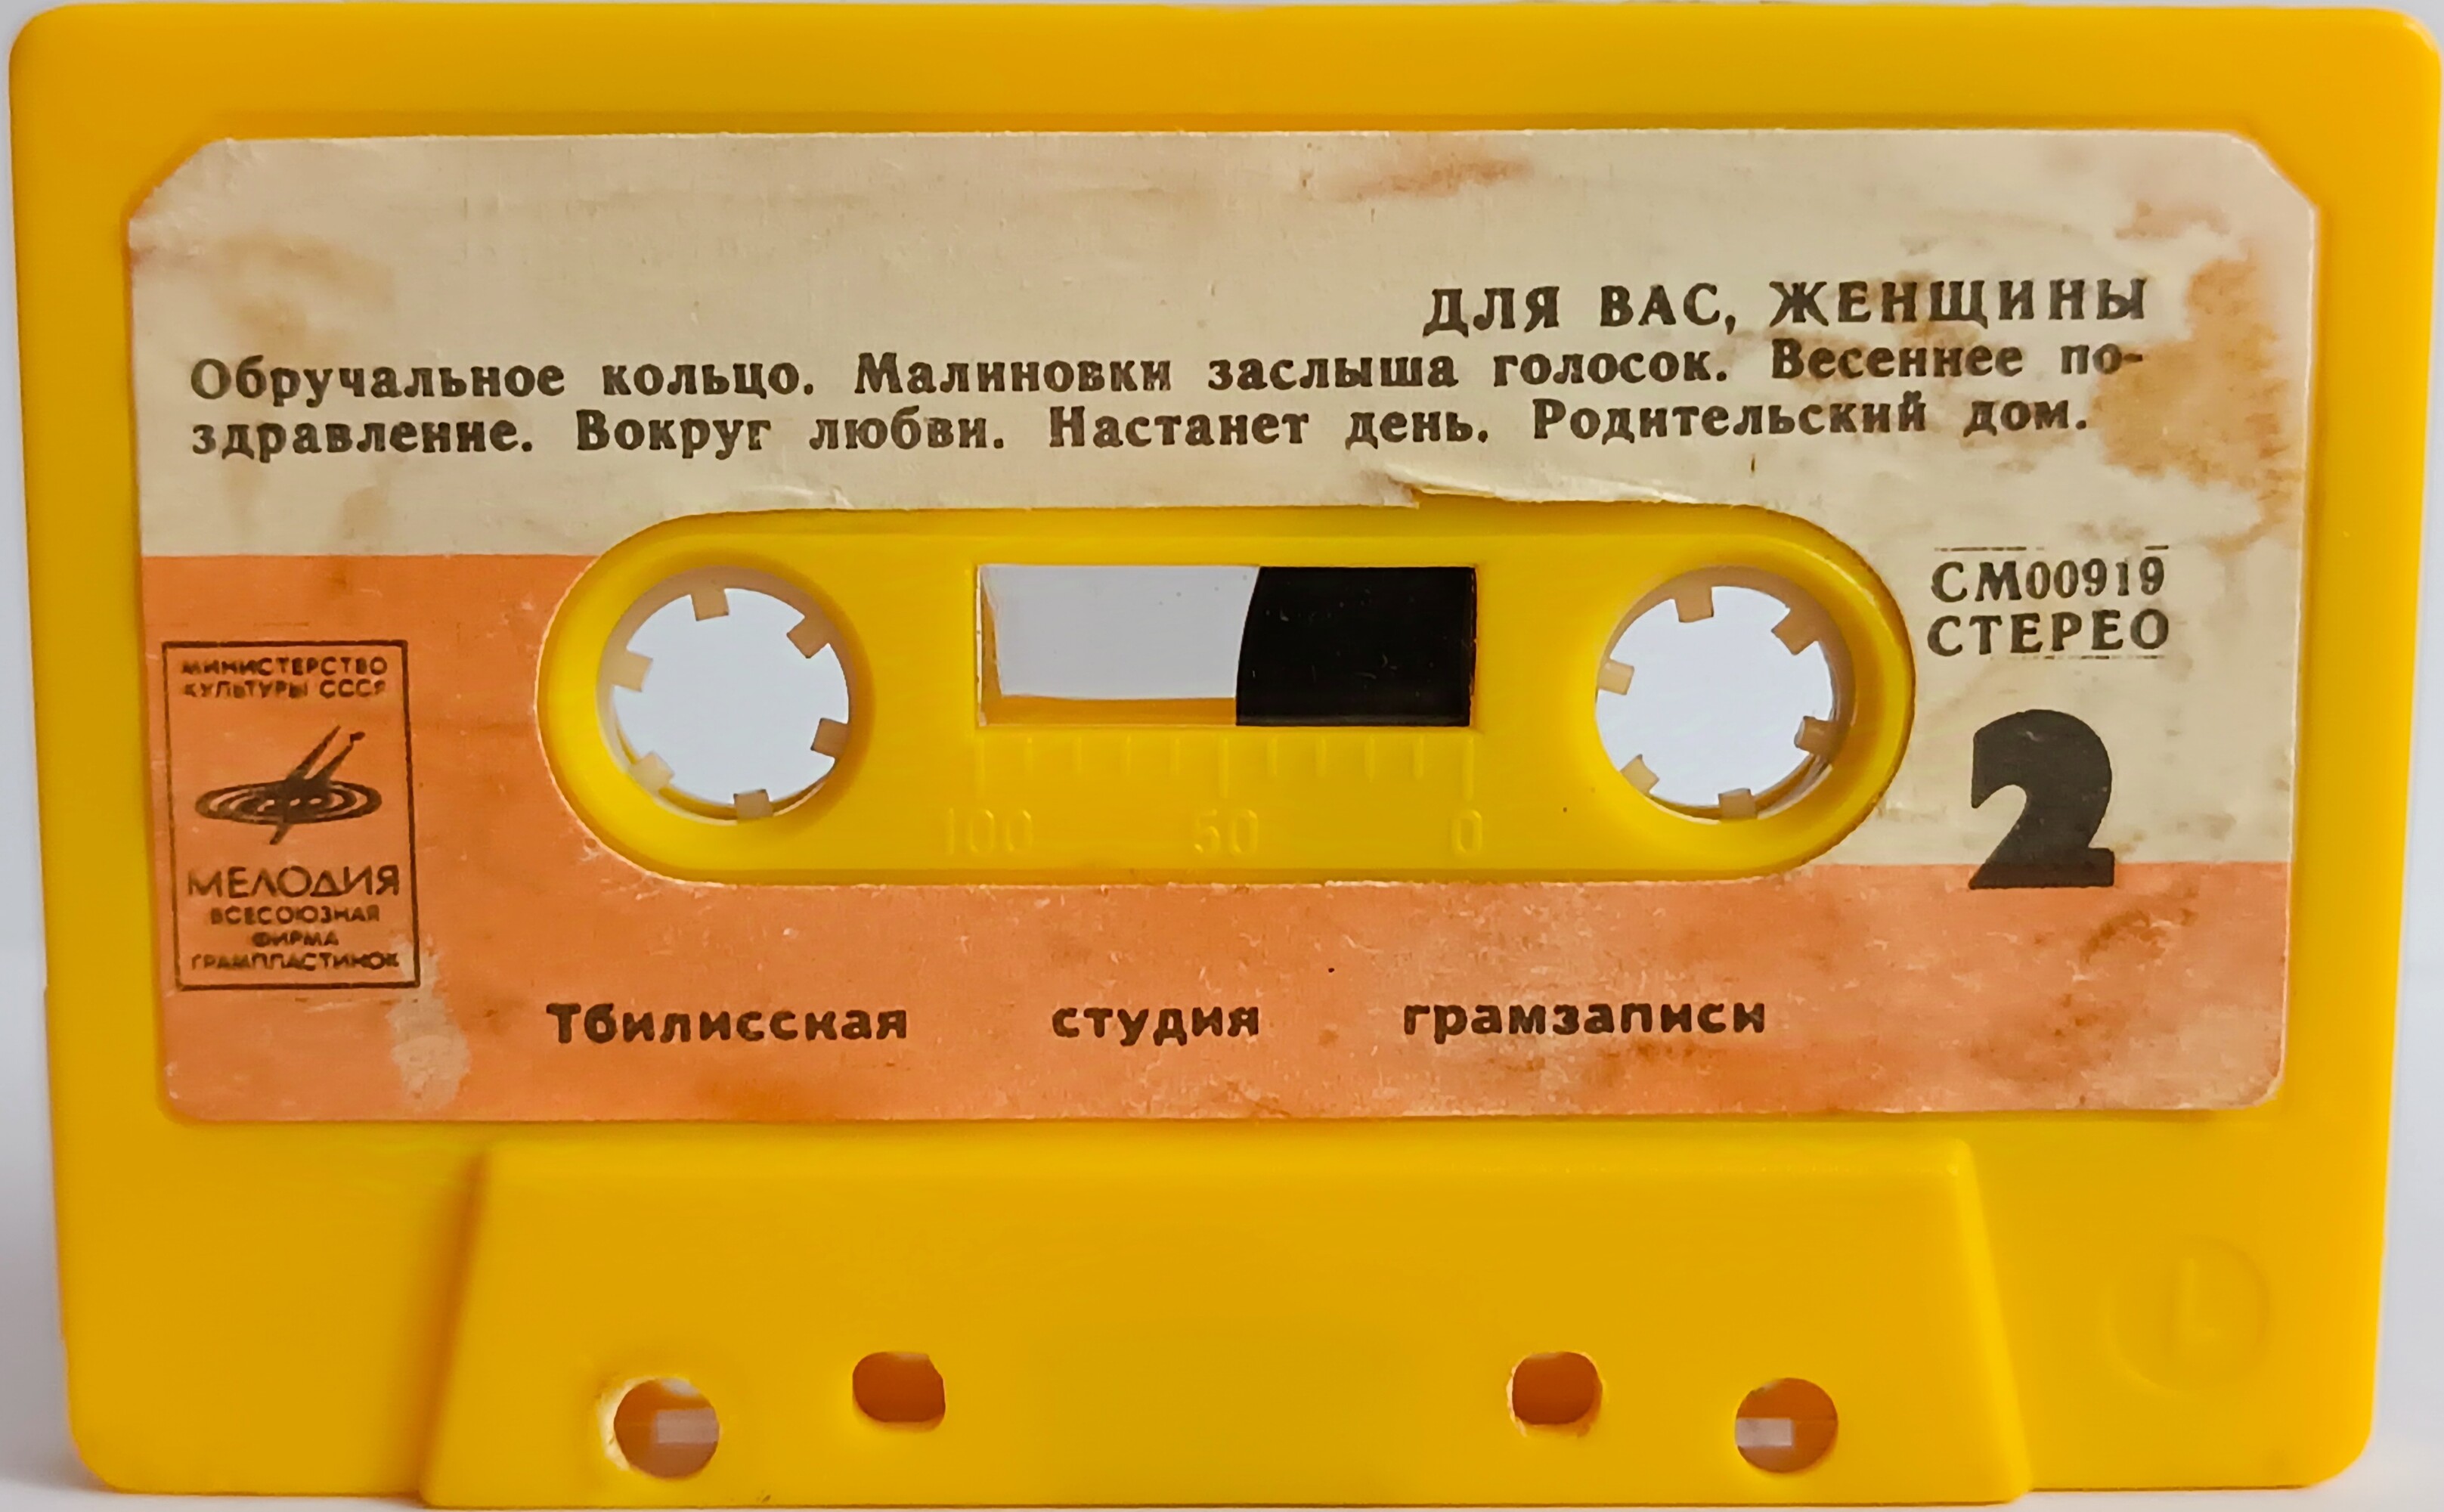 ДЛЯ ВАС, ЖЕНЩИНЫ
Обручальное кольцо. Малиновки заслыша голосок. Весеннее по-
здравление. Вокруг любви. Настанет день. Родительский дом.
СМ00919
СТЕРЕО
2
МИНИСТЕРСТВО
КУЛЬТУРЫ СССР
МЕЛОДИЯ
ВСЕСОЮЗНАЯ
ФИРМА
ГРАМПЛАСТИНОК
100 50 0
Тбилисская студия грамзаписи